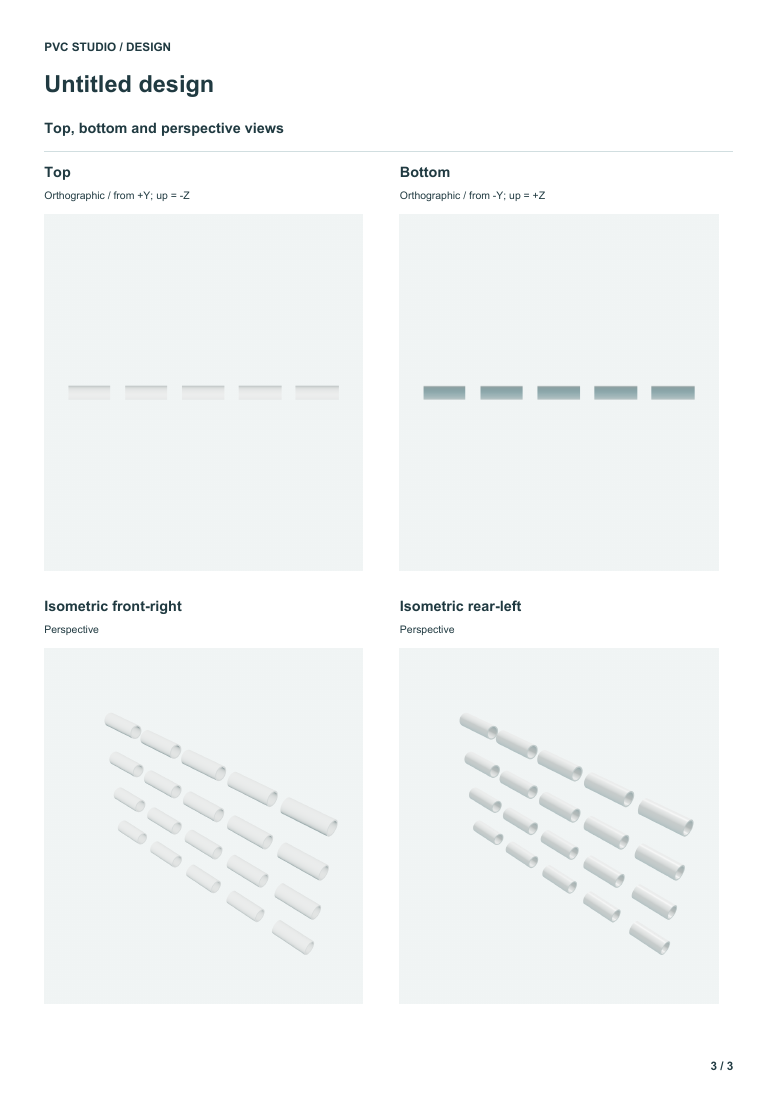 PVC STUDIO / DESIGN
Untitled design
Top, bottom and perspective views
Top
Orthographic / from +Y; up = -Z
Bottom
Orthographic / from -Y; up = +Z
Isometric front-right
Perspective
Isometric rear-left
Perspective
3 / 3